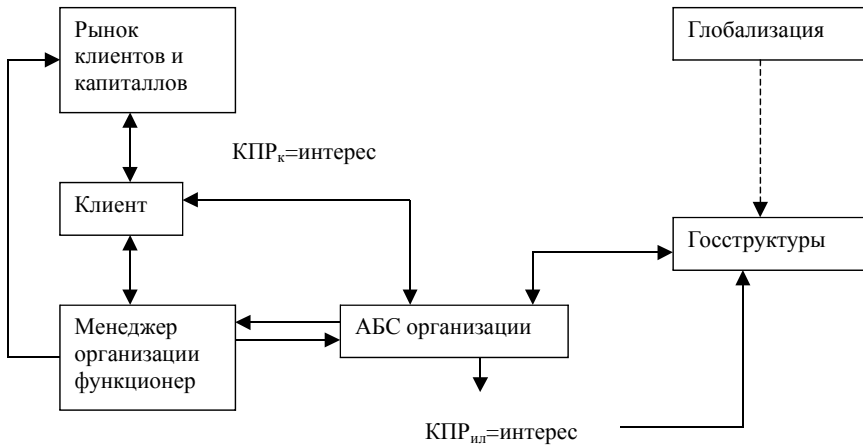 Рынок
клиентов и
капиталлов
Глобализация
КПРк=интерес
Клиент
Госструктуры
Менеджер
организации
функционер
АБС организации
КПРил=интерес